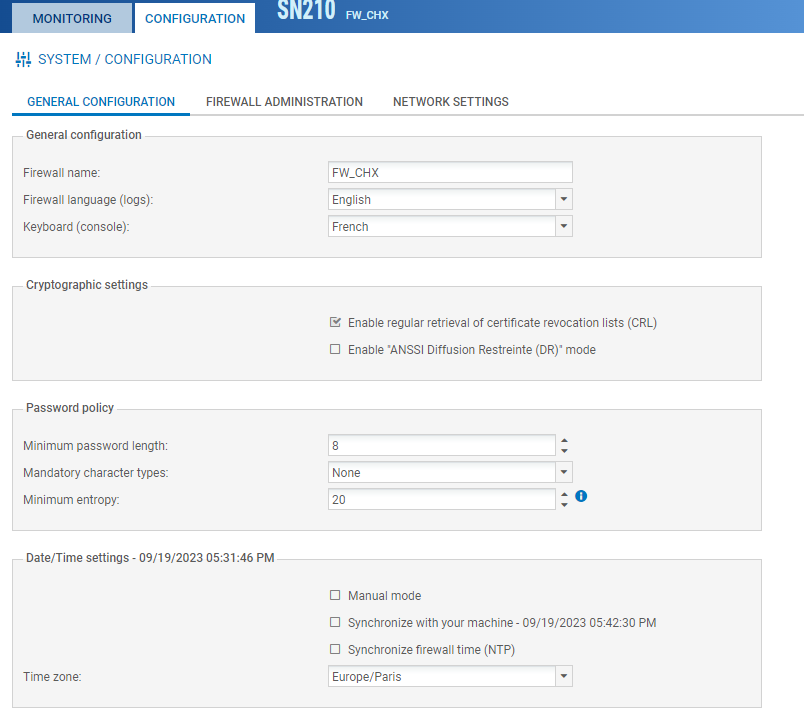 MONITORING CONFIGURATION SN210 FW_CHX
SYSTEM / CONFIGURATION
GENERAL CONFIGURATION FIREWALL ADMINISTRATION NETWORK SETTINGS
General configuration
Firewall name: FW_CHX
Firewall language (logs): English
Keyboard (console): French
Cryptographic settings
Enable regular retrieval of certificate revocation lists (CRL)
Enable "ANSSI Diffusion Restreinte (DR)" mode
Password policy
Minimum password length: 8
Mandatory character types: None
Minimum entropy: 20
Date/Time settings - 09/19/2023 05:31:46 PM
Manual mode
Synchronize with your machine - 09/19/2023 05:42:30 PM
Synchronize firewall time (NTP)
Time zone: Europe/Paris